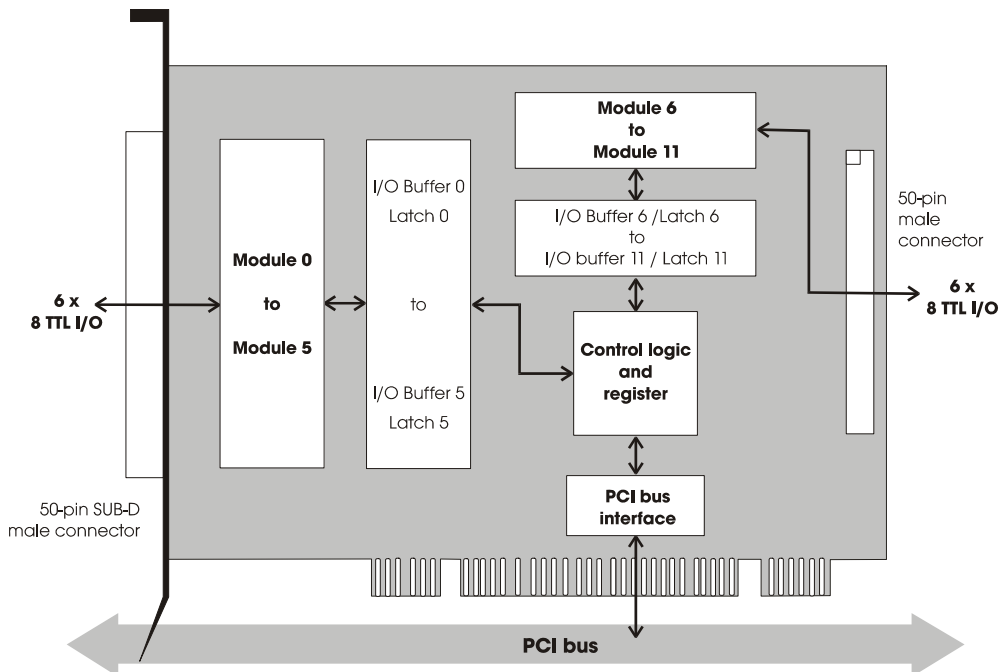 Module 6
to
Module 11
I/O Buffer 0
Latch 0
to
I/O Buffer 5
Latch 5
Module 0
to
Module 5
I/O Buffer 6 /Latch 6
to
I/O buffer 11 / Latch 11
50-pin
male
connector
6 x
8 TTL I/O
6 x
8 TTL I/O
Control logic
and
register
PCI bus
interface
50-pin SUB-D
male connector
PCI bus